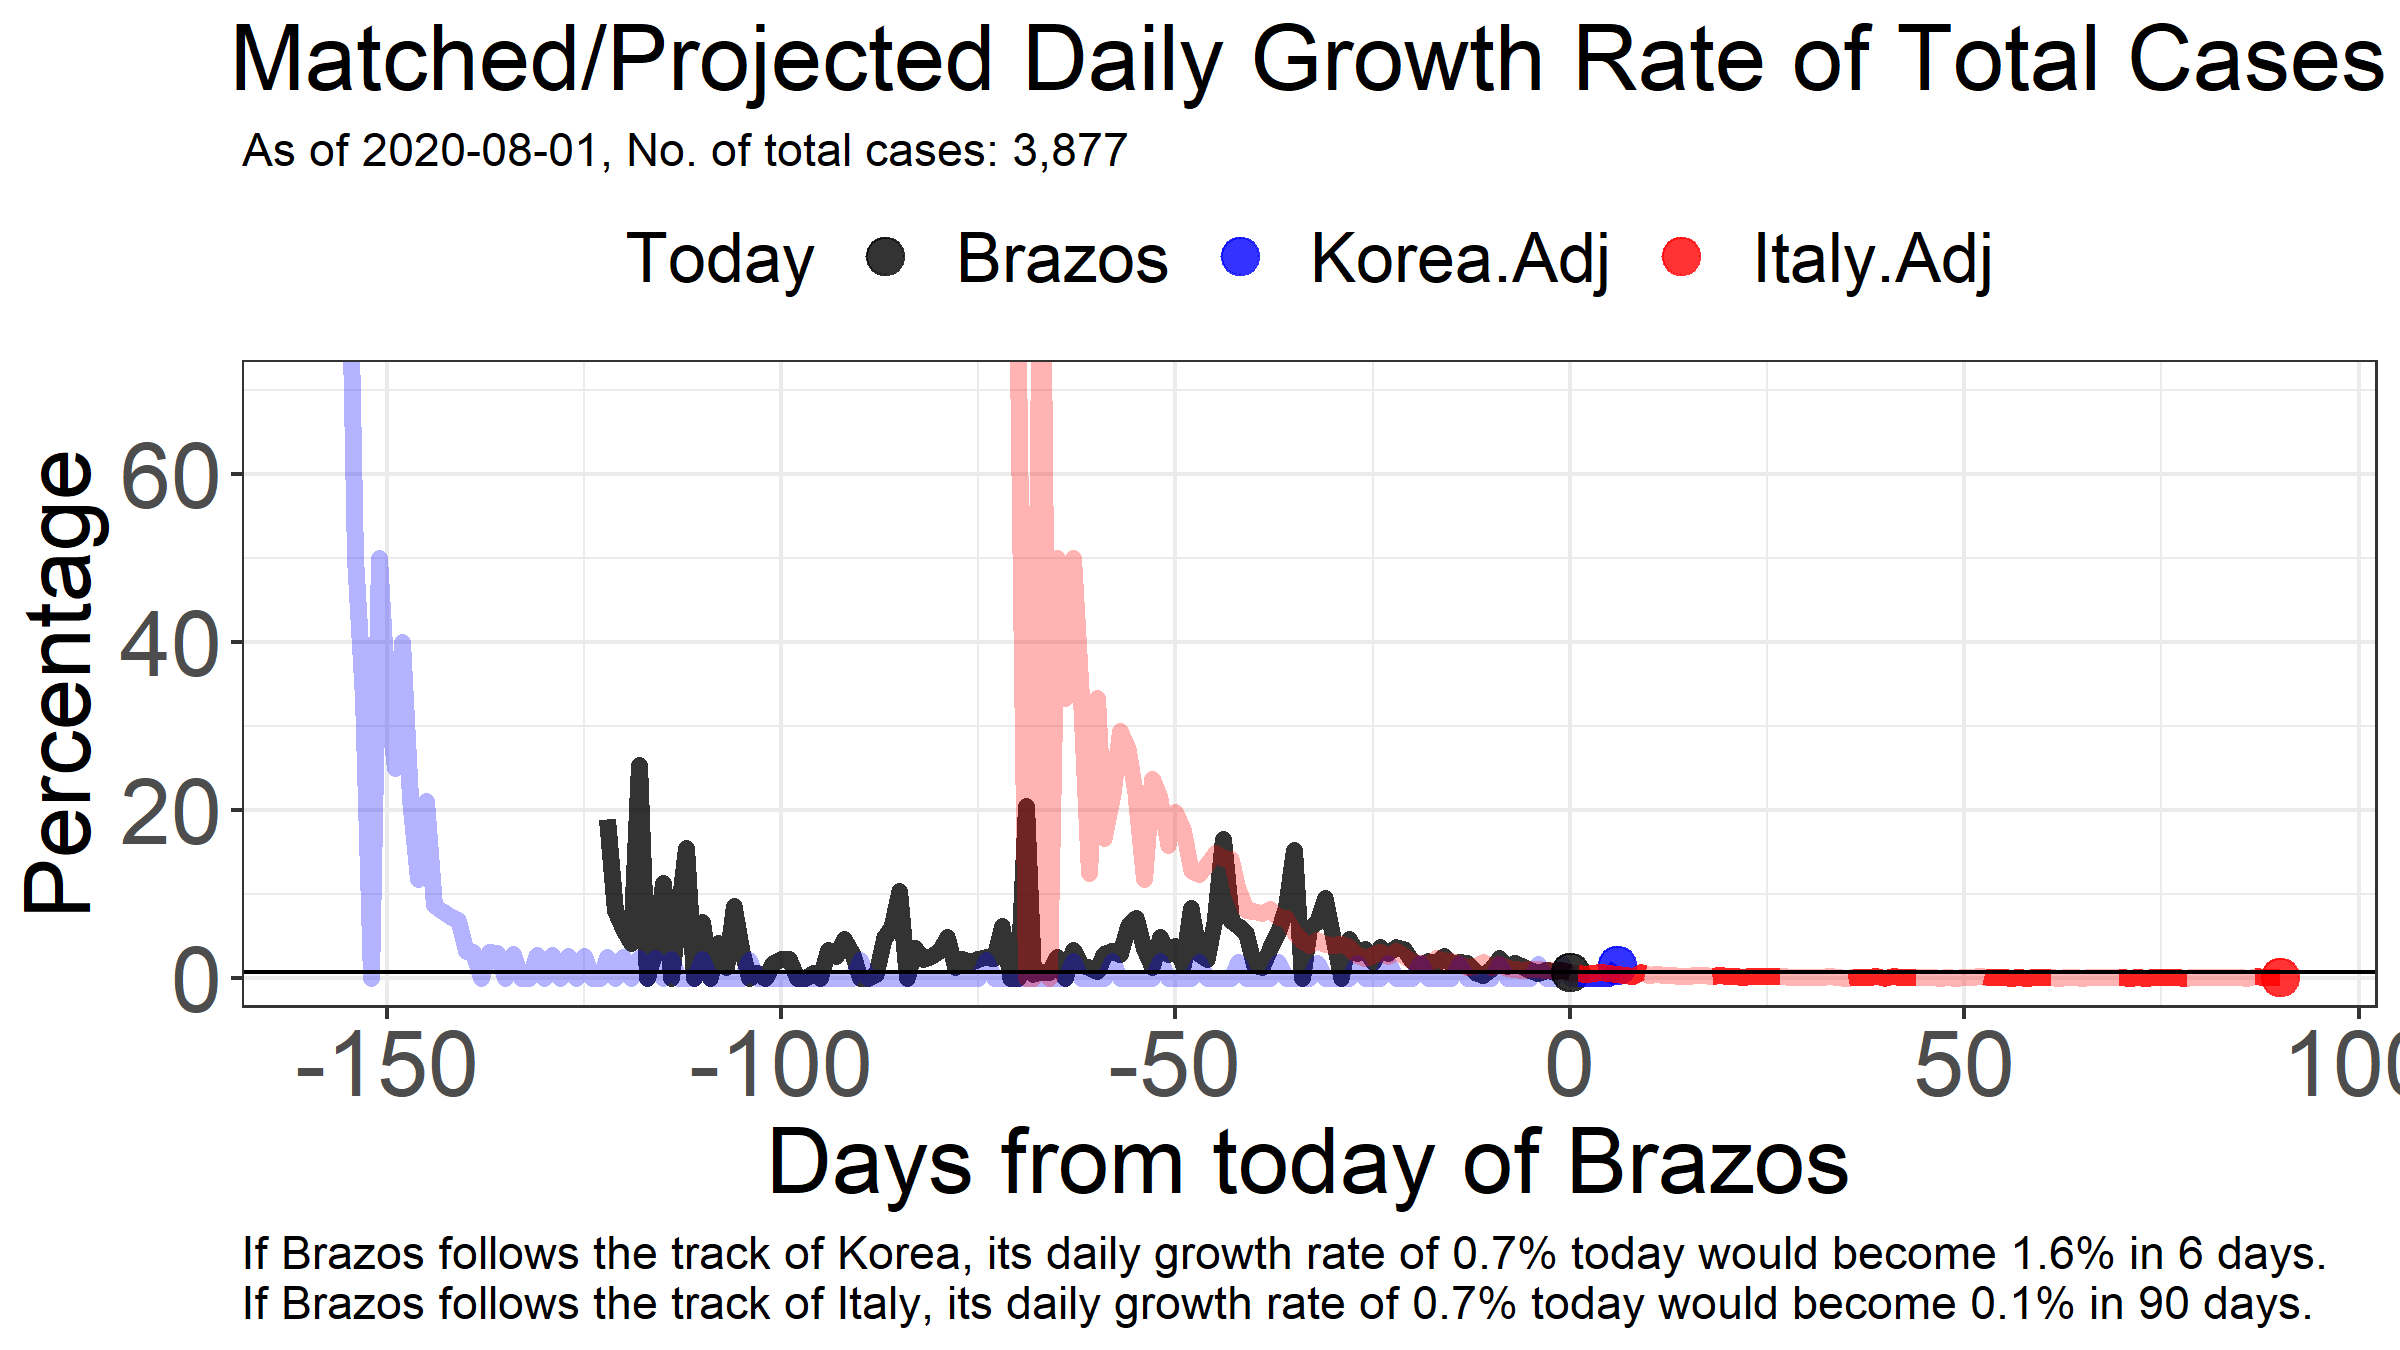 Matched/Projected Daily Growth Rate of Total Cases
As of 2020-08-01, No. of total cases: 3,877
Today Brazos Korea.Adj Italy.Adj
Percentage
60
40
20
0
-150 -100 -50 0 50 100
Days from today of Brazos
If Brazos follows the track of Korea, its daily growth rate of 0.7% today would become 1.6% in 6 days.
If Brazos follows the track of Italy, its daily growth rate of 0.7% today would become 0.1% in 90 days.